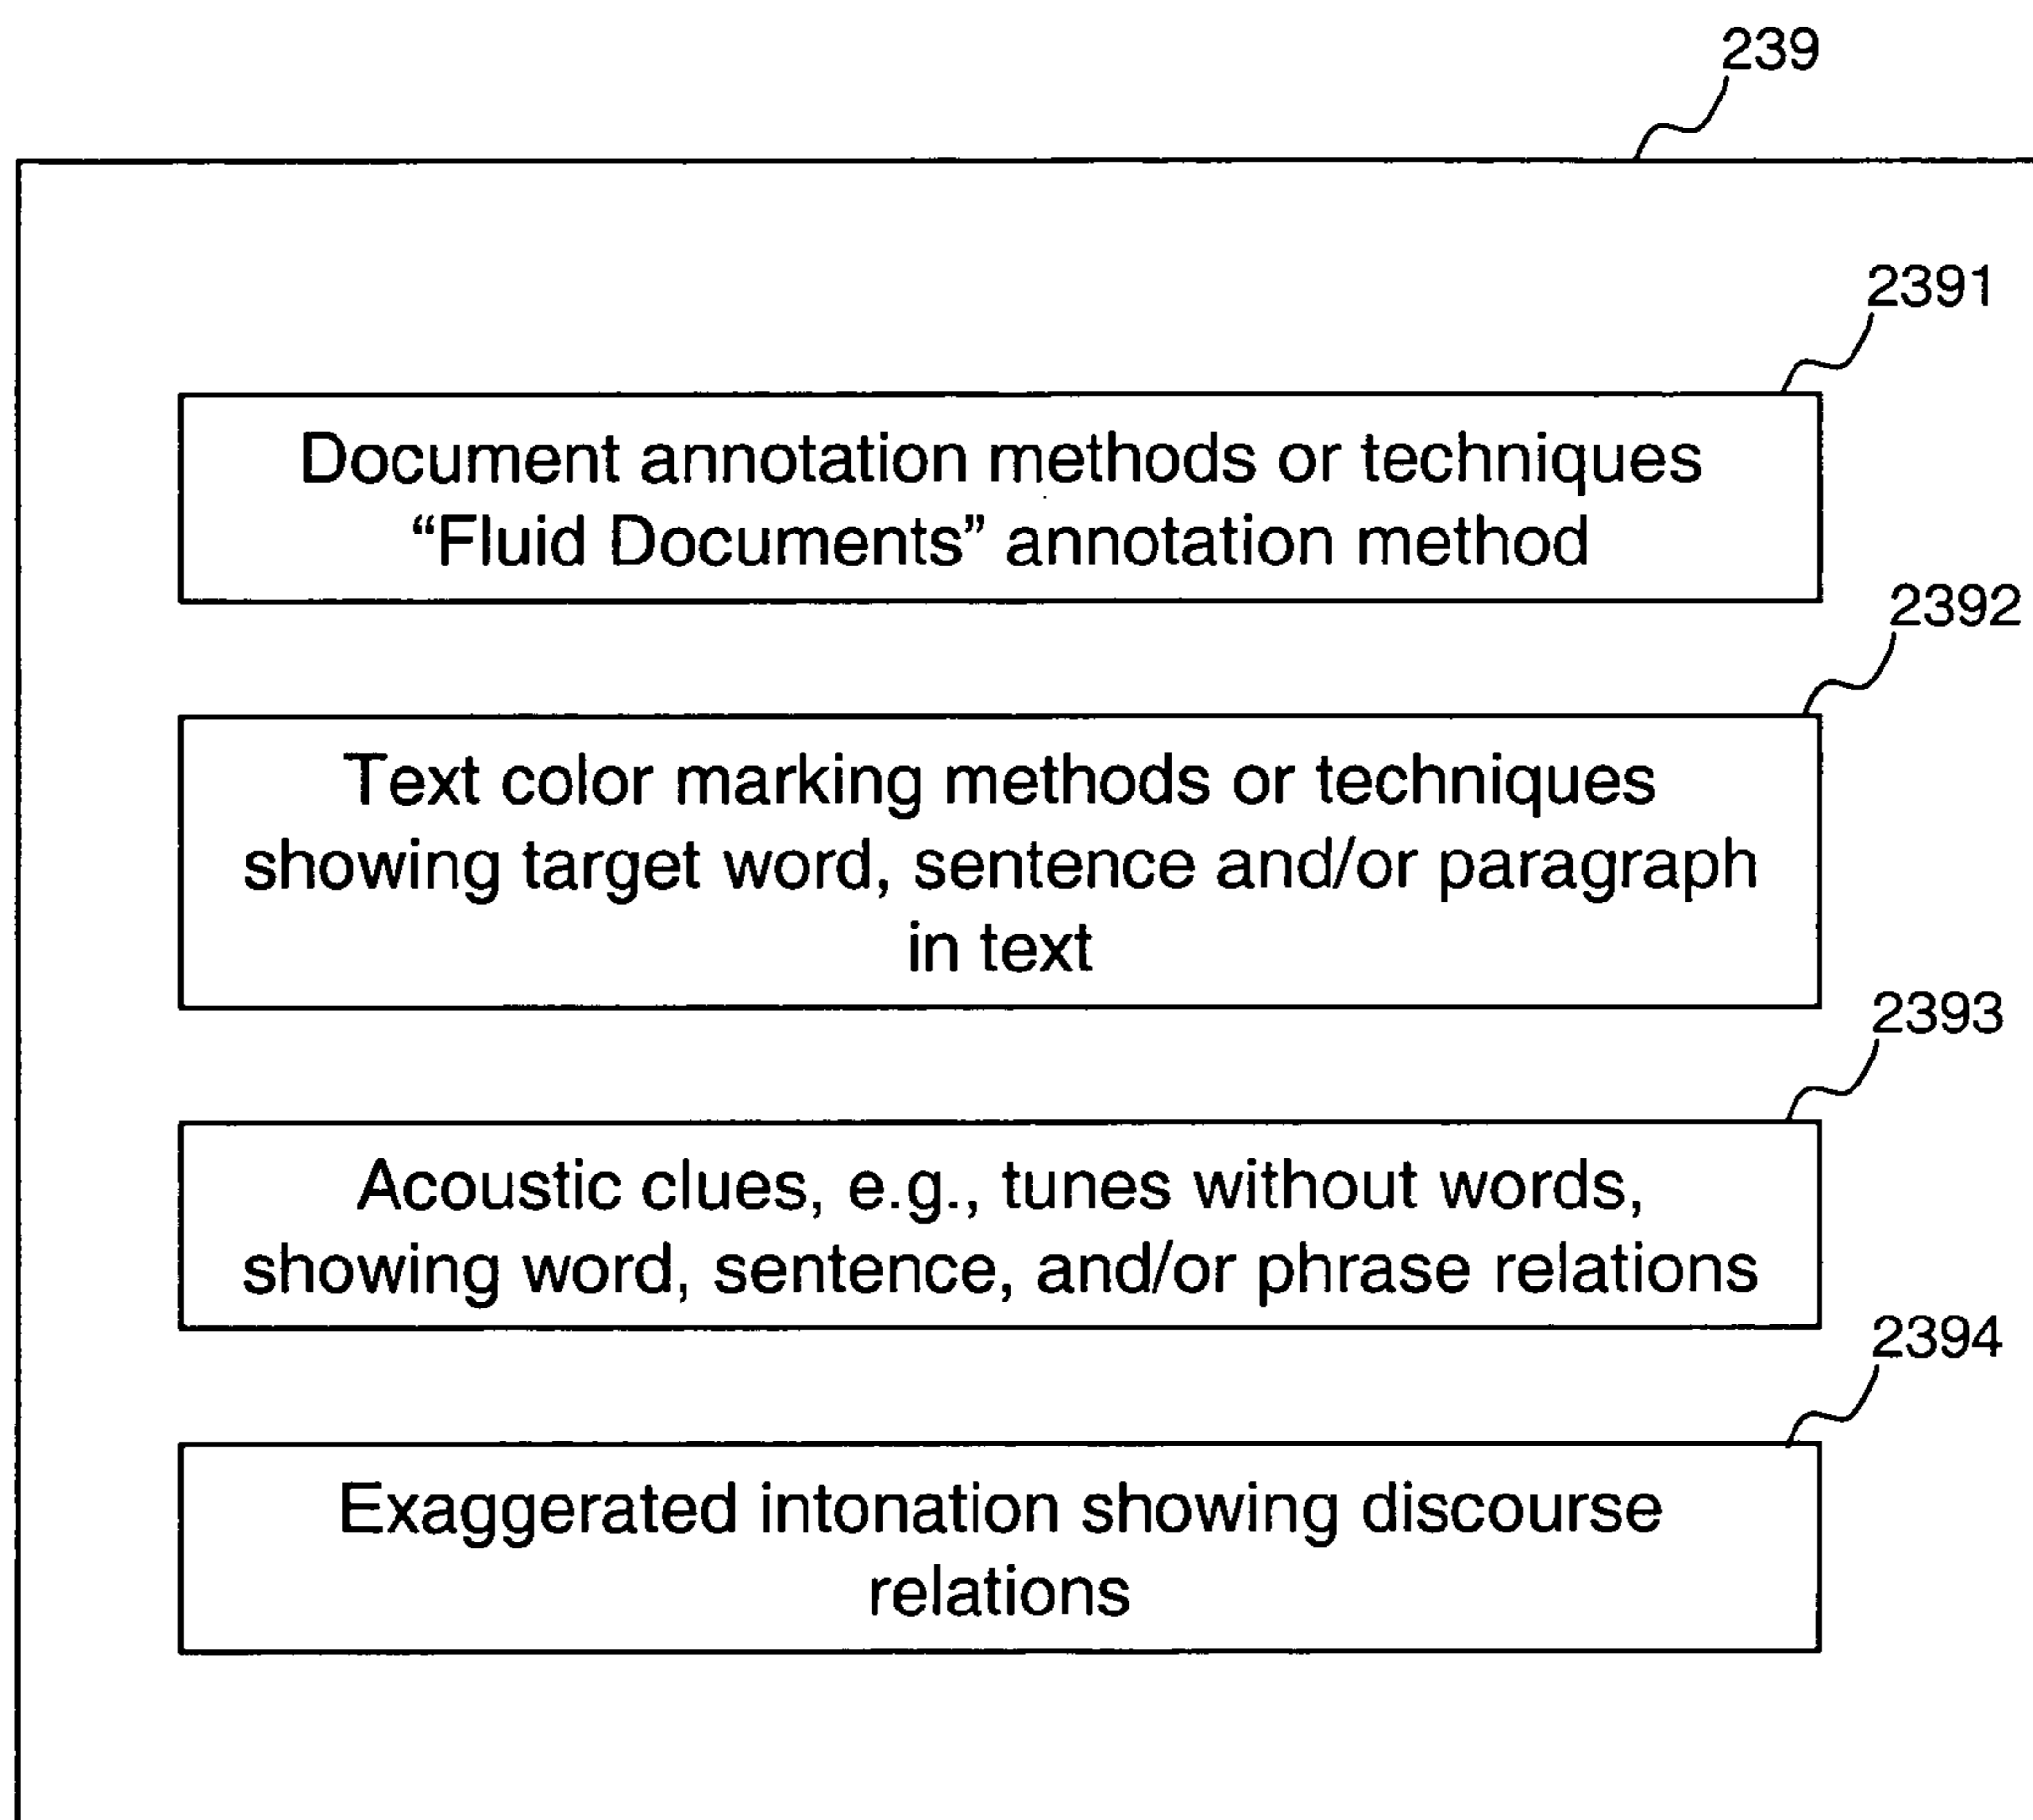 239
2391
Document annotation methods or techniques
“Fluid Documents” annotation method
2392
Text color marking methods or techniques
showing target word, sentence and/or paragraph
in text
2393
Acoustic clues, e.g., tunes without words,
showing word, sentence, and/or phrase relations
2394
Exaggerated intonation showing discourse
relations